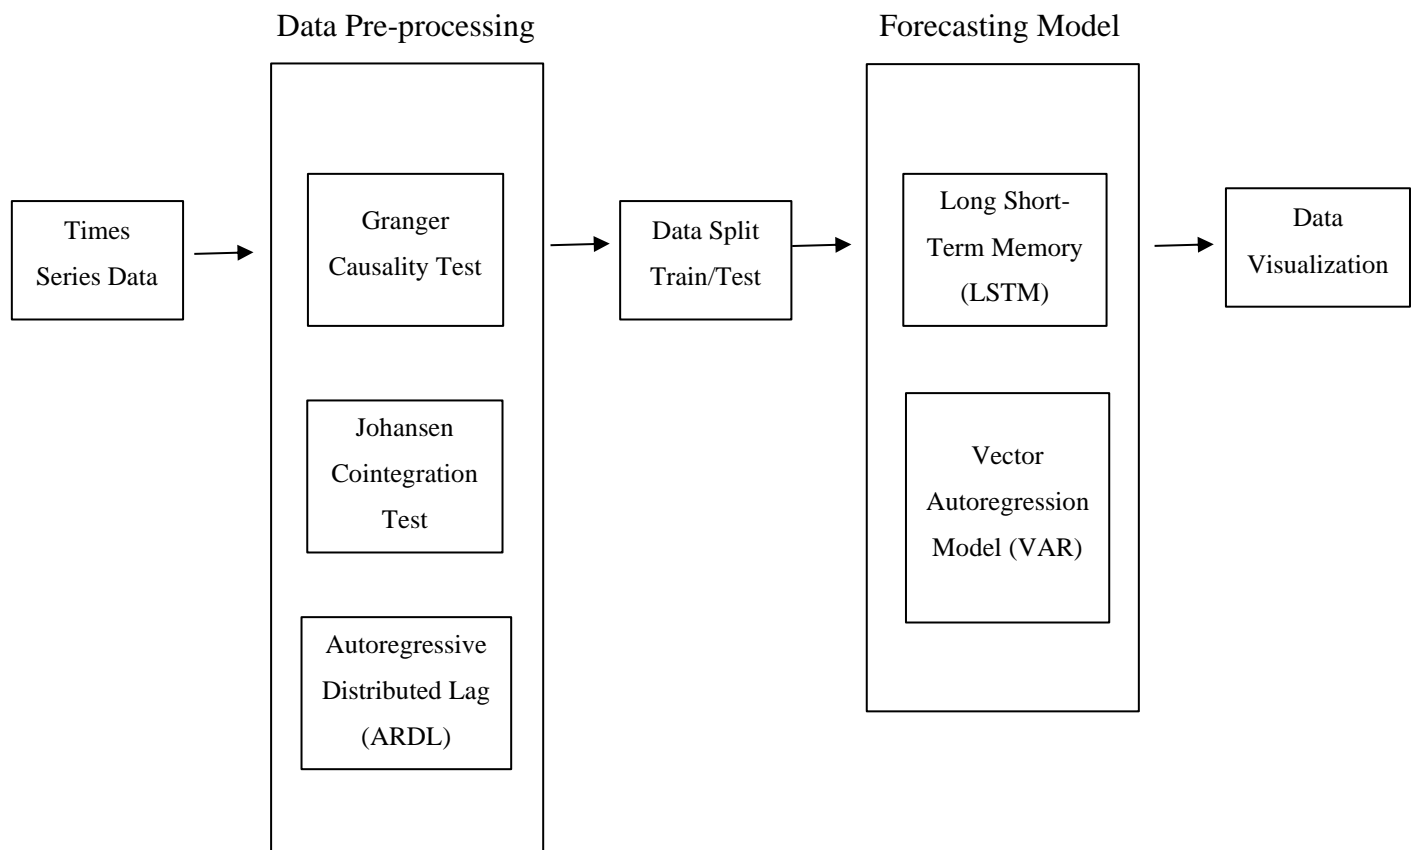 Data Pre-processing
Forecasting Model
Times
Series Data
Granger
Causality Test
Johansen
Cointegration
Test
Autoregressive
Distributed Lag
(ARDL)
Data Split
Train/Test
Long Short-
Term Memory
(LSTM)
Vector
Autoregression
Model (VAR)
Data
Visualization